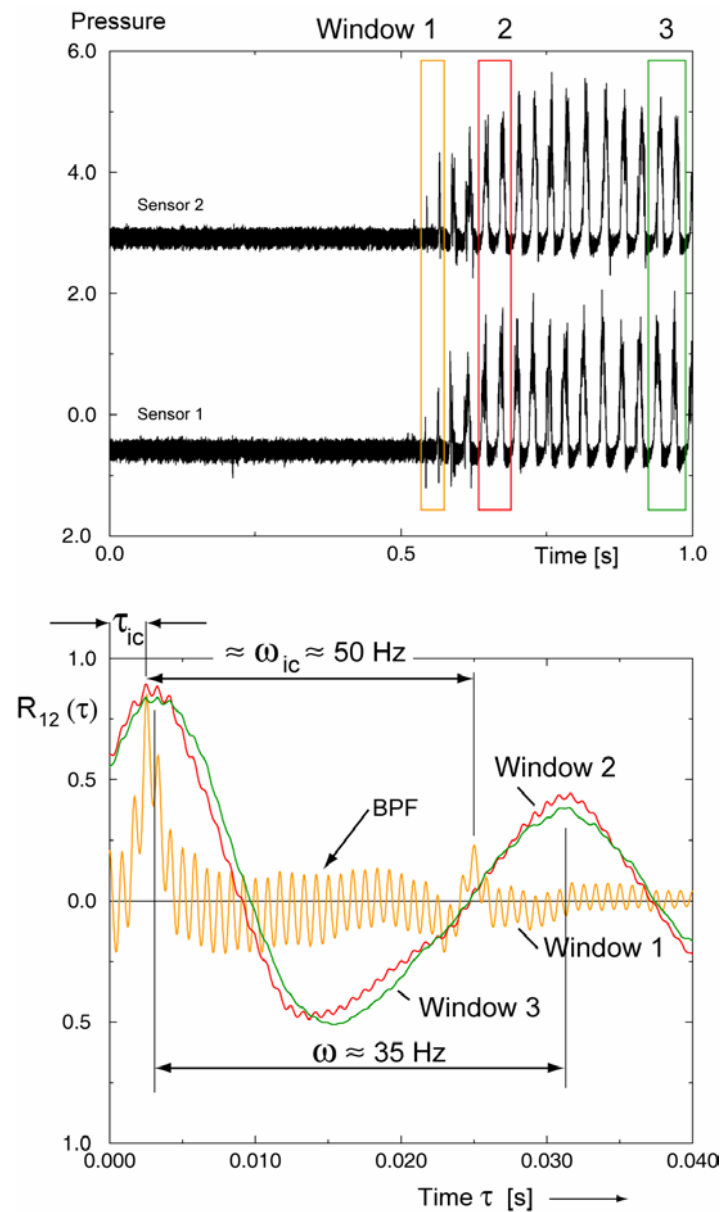 Pressure Window 1 2 3
6.0
4.0
Sensor 2
2.0
0.0
Sensor 1
2.0
0.0 0.5 Time [s] 1.0
τic
≈ ωic ≈ 50 Hz
1.0
R12 (τ)
Window 2
0.5
BPF
0.0
Window 1
Window 3
0.5
ω ≈ 35 Hz
1.0
0.000 0.010 0.020 0.030 0.040
Time τ [s]